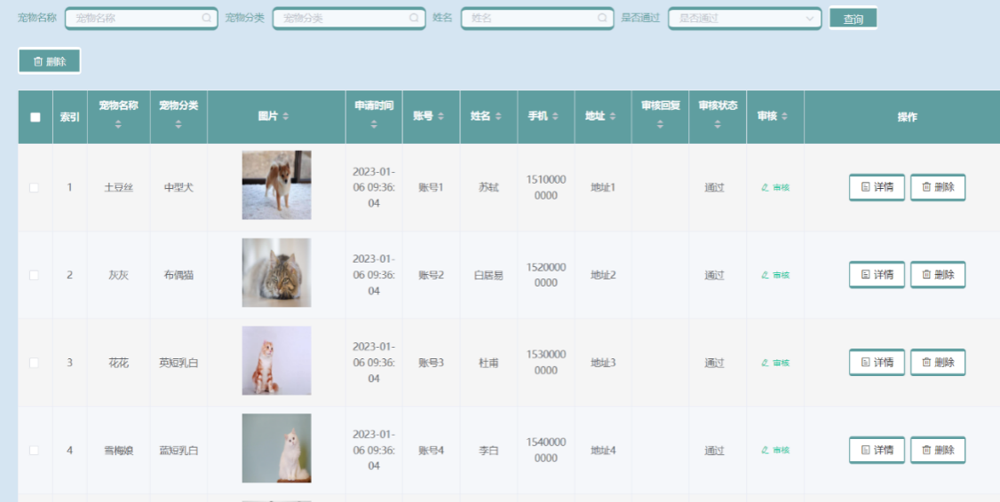 宠物名称 宠物名称 宠物分类 宠物分类 姓名 姓名 是否通过 是否通过 查询
删除
索引 宠物名称 宠物分类 图片 申请时间 账号 姓名 手机 地址 审核回复 审核状态 审核 操作
1 土豆丝 中型犬 2023-01-
06 09:36:
04 账号1 苏轼 1510000
0000 地址1 通过 审核 详情 删除
2 灰灰 布偶猫 2023-01-
06 09:36:
04 账号2 白居易 1520000
0000 地址2 通过 审核 详情 删除
3 花花 英短乳白 2023-01-
06 09:36:
04 账号3 杜甫 1530000
0000 地址3 通过 审核 详情 删除
4 雪梅娘 蓝短乳白 2023-01-
06 09:36:
04 账号4 李白 1540000
0000 地址4 通过 审核 详情 删除